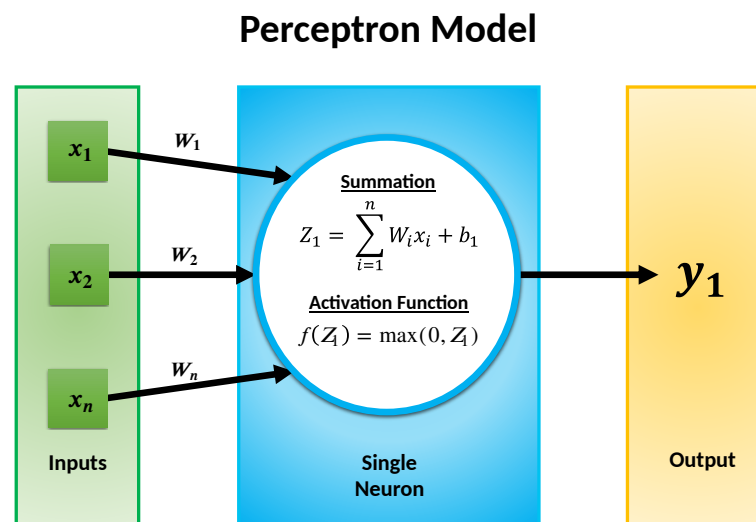 Perceptron Model
x₁
W₁
x₂
W₂
xₙ
Wₙ
Inputs
Summation
Z₁ = ∑ᵢ₌₁ⁿ Wᵢxᵢ + b₁
Activation Function
f(Z₁) = max(0, Z₁)
Single
Neuron
y₁
Output